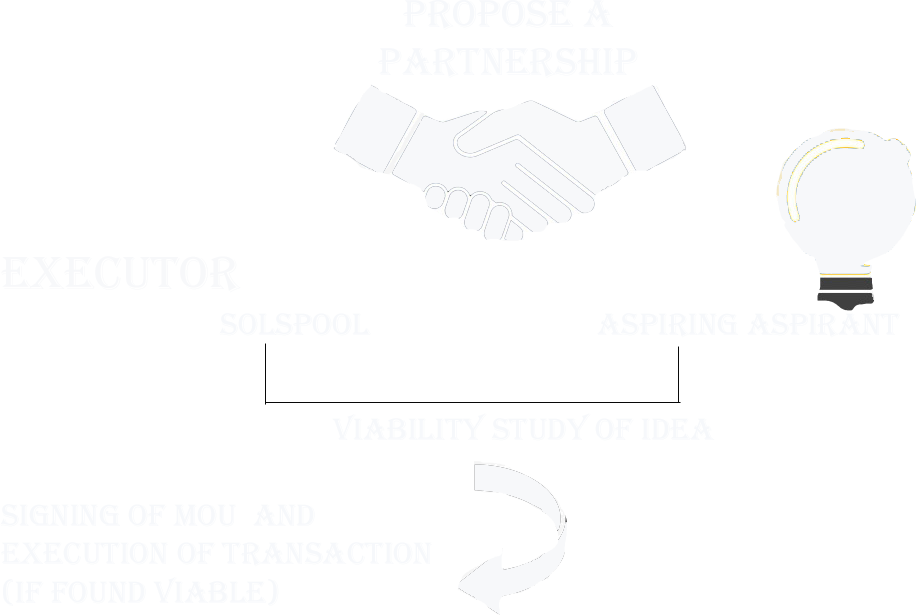 PROPOSE A
PARTNERSHIP
EXECUTOR
SOLSPOOL
ASPIRING ASPIRANT
VIABILITY STUDY OF IDEA
SIGNING OF MOU AND
EXECUTION OF TRANSACTION
(IF FOUND VIABLE)